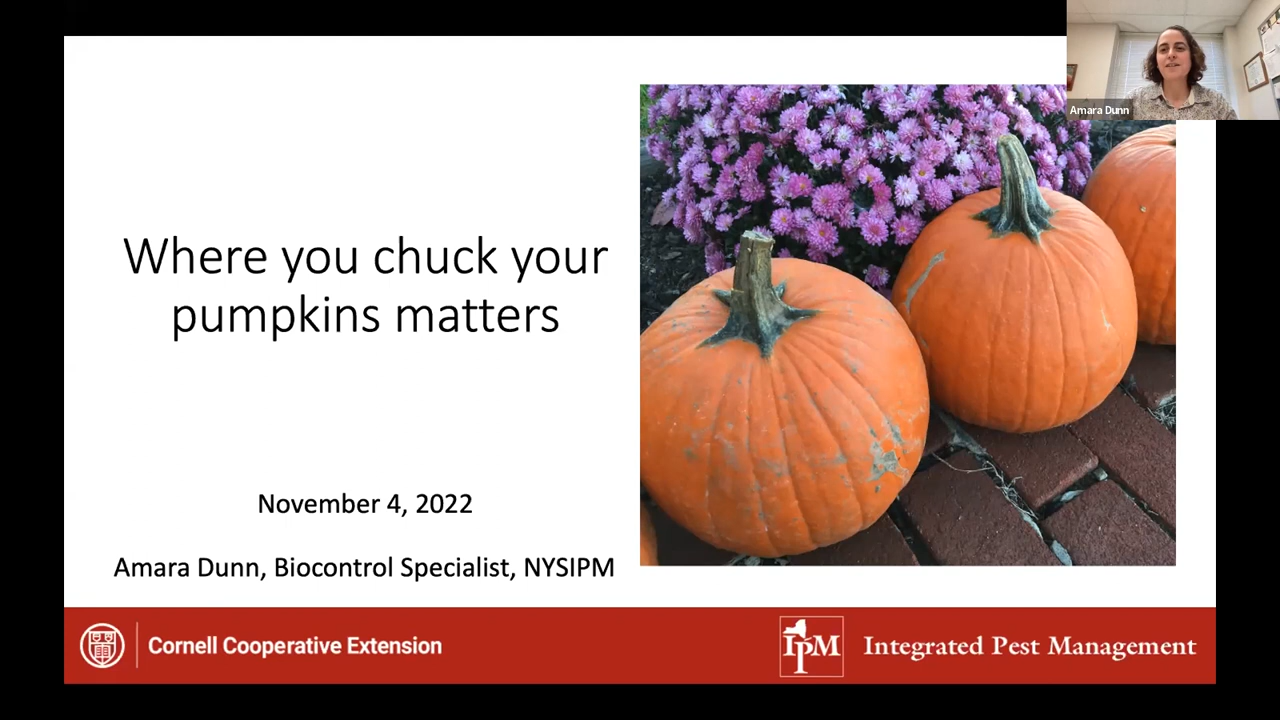 Amara Dunn
Where you chuck your
pumpkins matters
November 4, 2022
Amara Dunn, Biocontrol Specialist, NYSIPM
Cornell Cooperative Extension
IPM
Integrated Pest Management